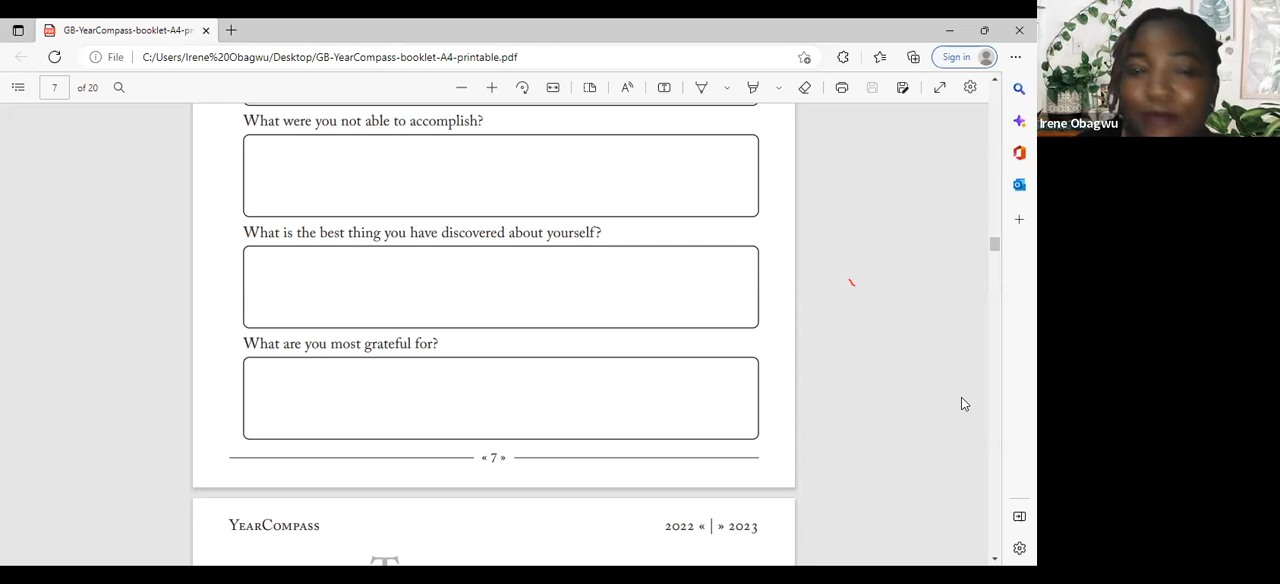 GB-YearCompass-booklet-A4-pr
File
C:/Users/Irene%20Obagwu/Desktop/GB-YearCompass-booklet-A4-printable.pdf
Sign in
7
of 20
What were you not able to accomplish?
Irene Obagwu
What is the best thing you have discovered about yourself?
What are you most grateful for?
« 7 »
YearCompass
2022 « | » 2023
T